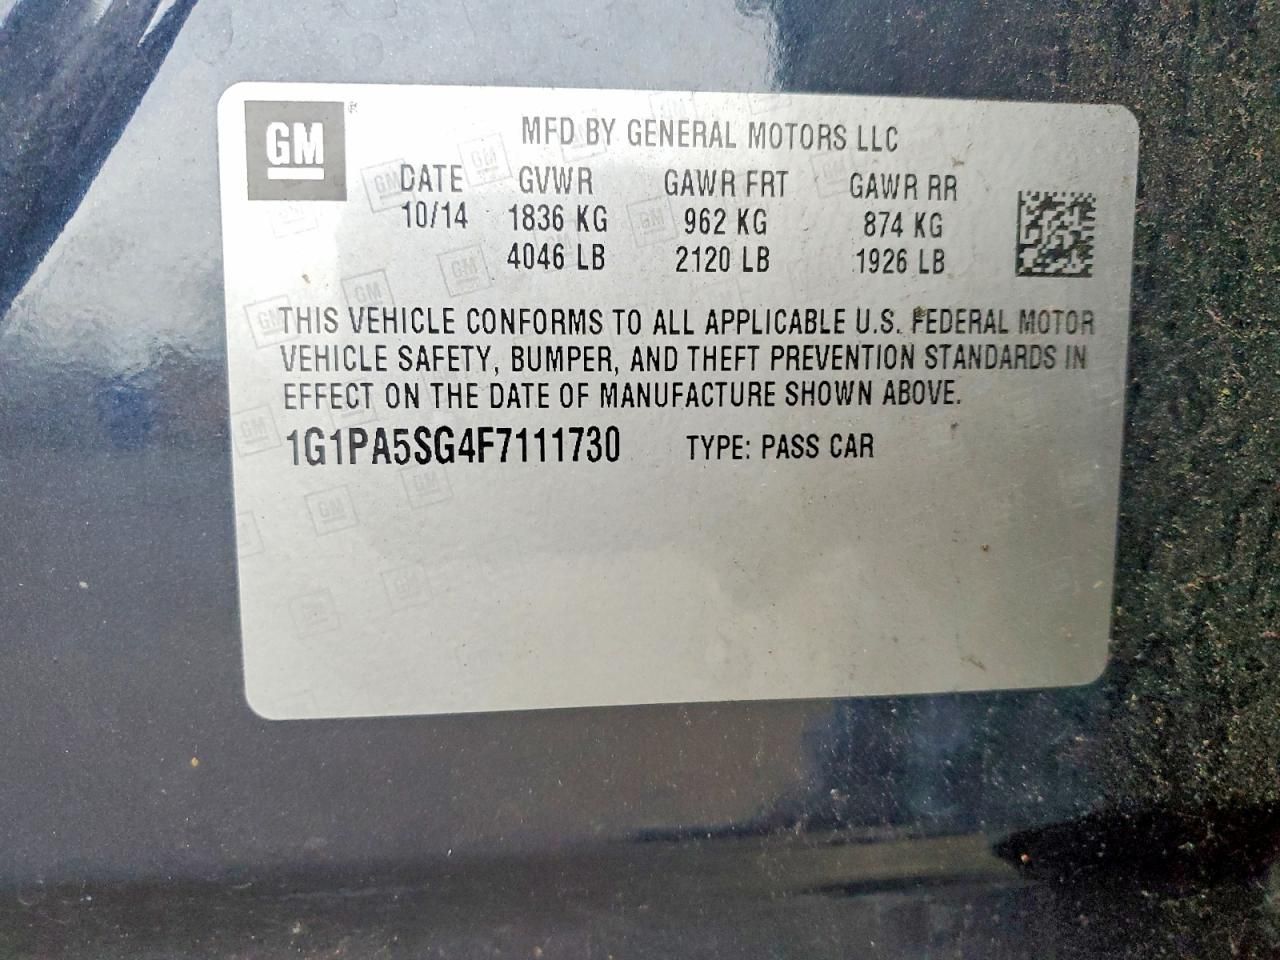 GM®
MFD BY GENERAL MOTORS LLC
DATE GVWR GAWR FRT GAWR RR
10/14 1836 KG 962 KG 874 KG
4046 LB 2120 LB 1926 LB
THIS VEHICLE CONFORMS TO ALL APPLICABLE U.S. FEDERAL MOTOR
VEHICLE SAFETY, BUMPER, AND THEFT PREVENTION STANDARDS IN
EFFECT ON THE DATE OF MANUFACTURE SHOWN ABOVE.
1G1PA5SG4F7111730 TYPE: PASS CAR